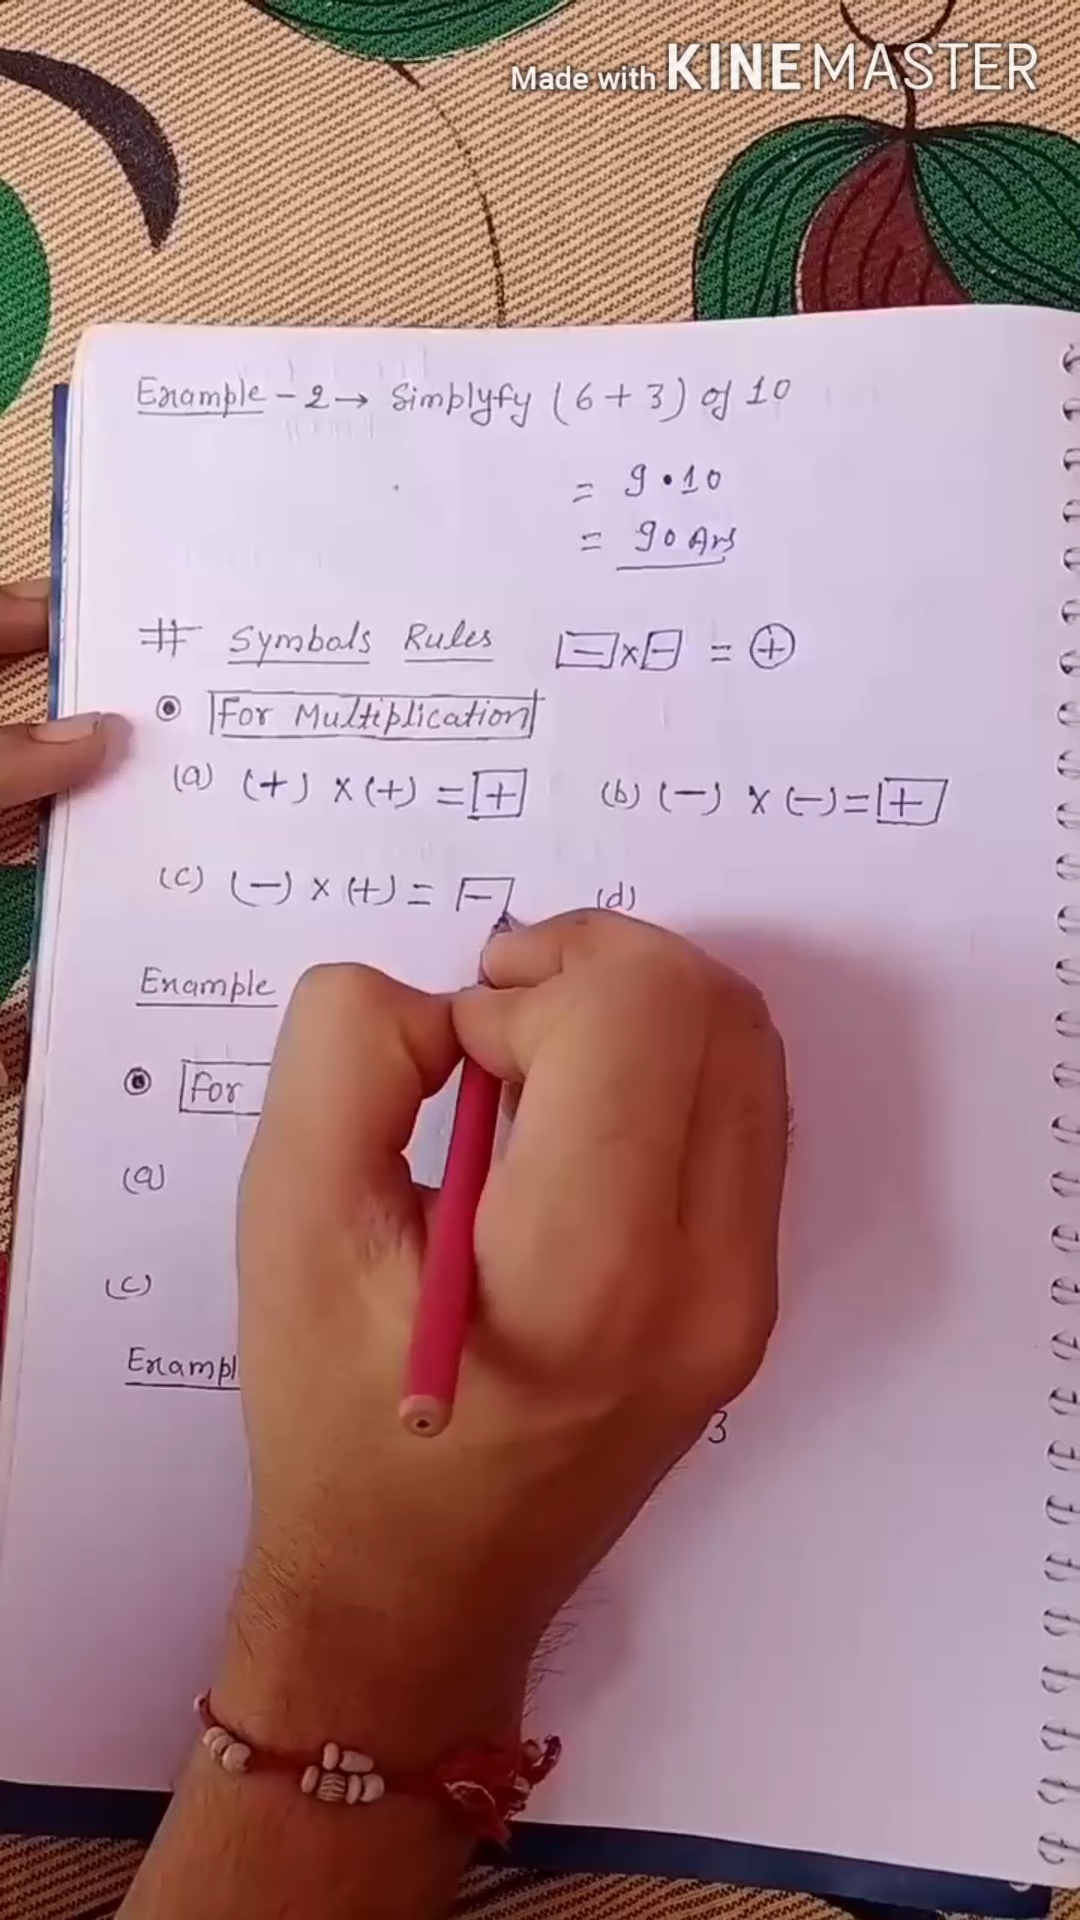 Made with KINEMASTER
Example - 2 → Simplyfy (6 + 3) of 10
= 9 • 10
= 90 Ans
# Symbols Rules [-] x [-] = ⊕
⦿ For Multiplication
(a) (+) x (+) = [+] (b) (-) x (-) = [+]
(c) (-) x (+) = [-] (d)
Example
⦿ For
(a)
(c)
Exampl
3